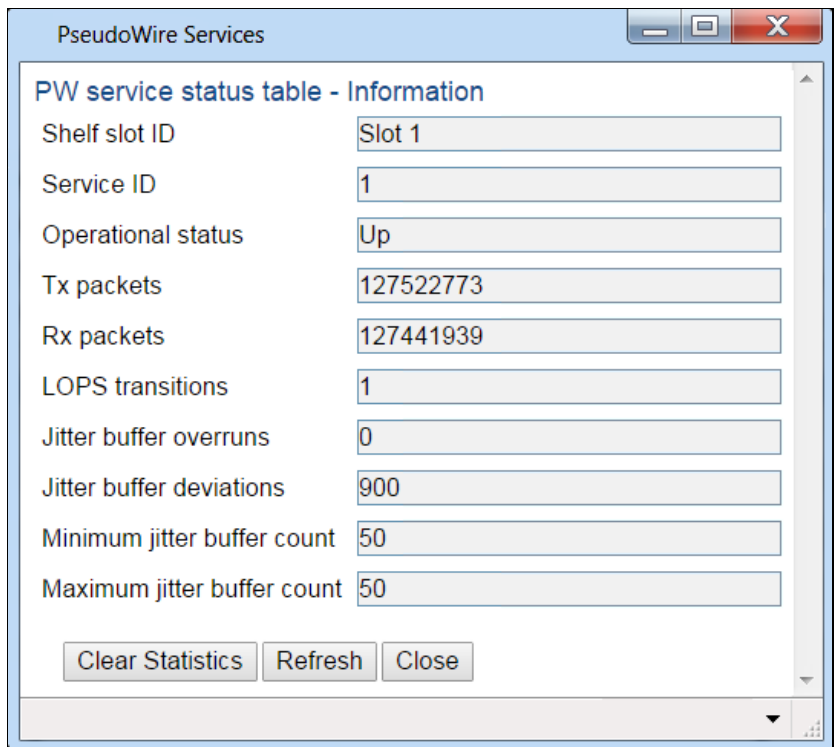 PseudoWire Services
PW service status table - Information
Shelf slot ID Slot 1
Service ID 1
Operational status Up
Tx packets 127522773
Rx packets 127441939
LOPS transitions 1
Jitter buffer overruns 0
Jitter buffer deviations 900
Minimum jitter buffer count 50
Maximum jitter buffer count 50
Clear Statistics Refresh Close